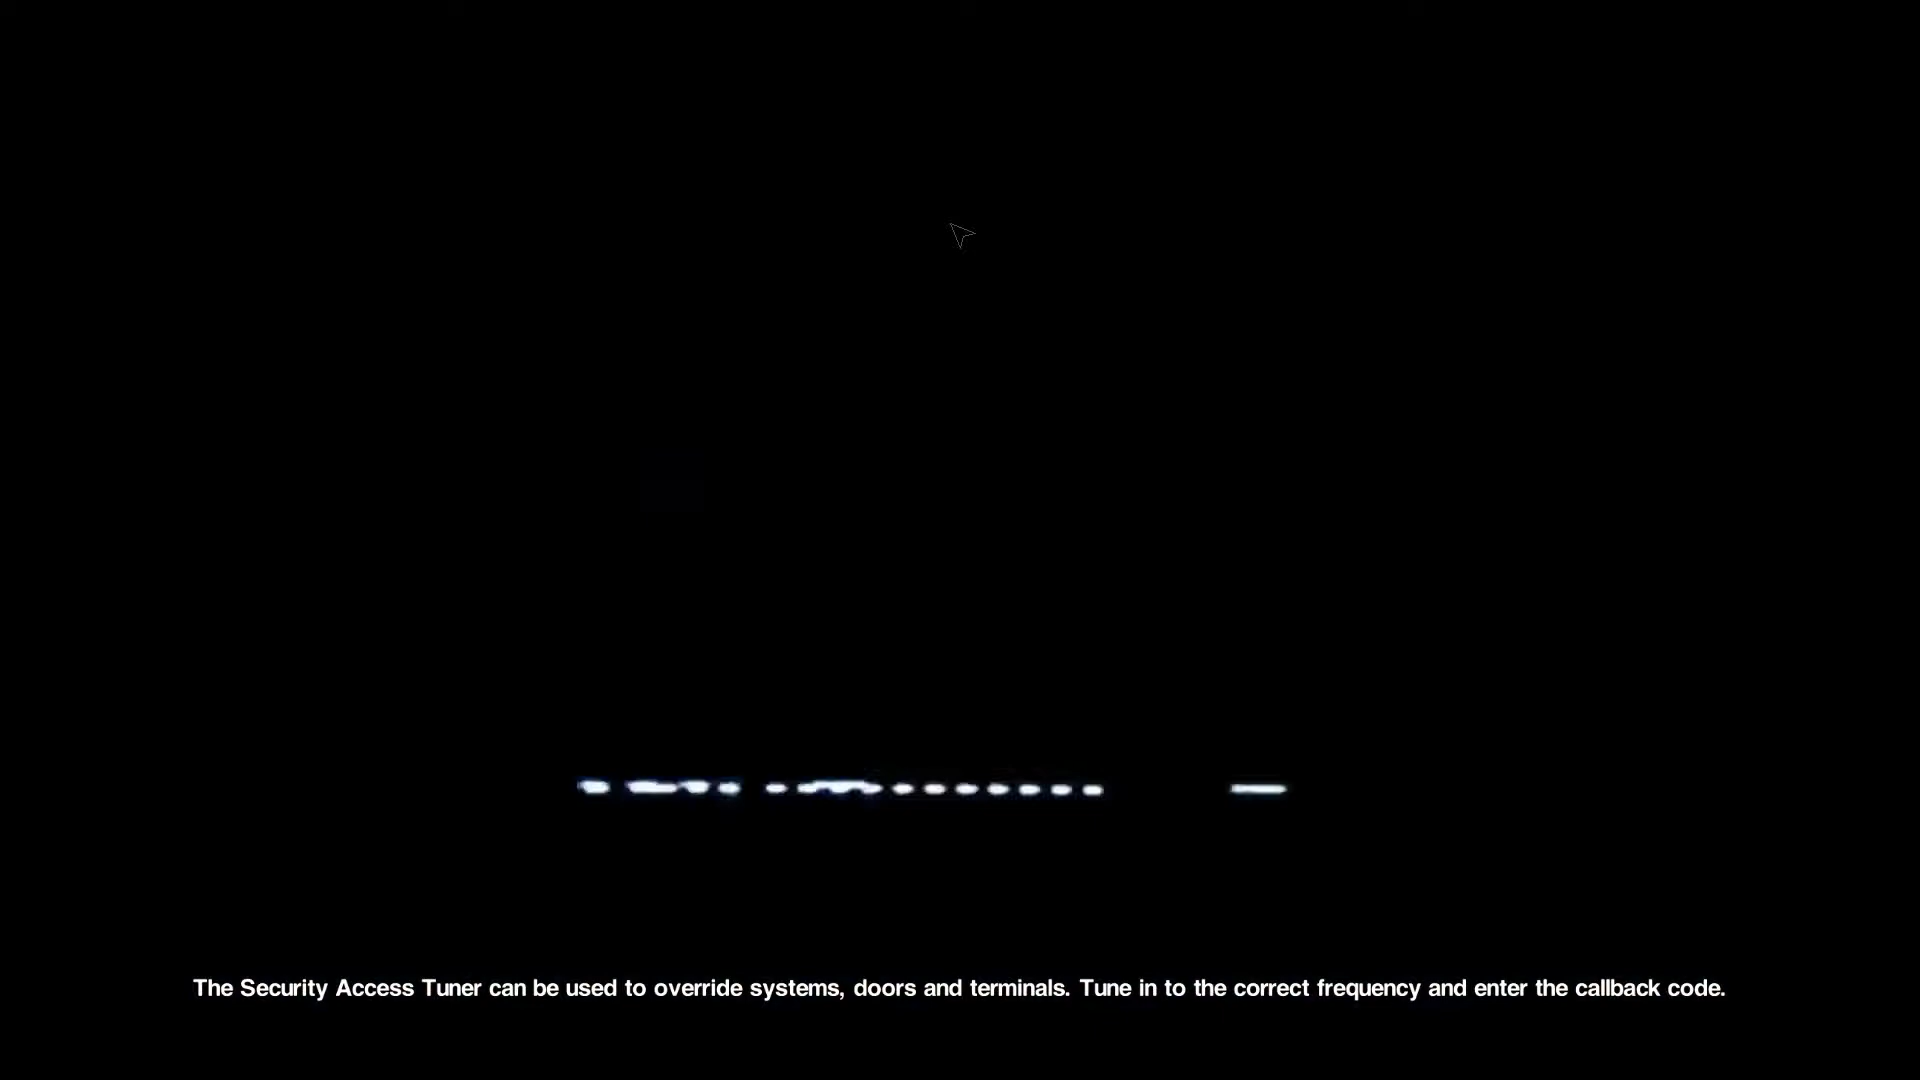 The Security Access Tuner can be used to override systems, doors and terminals. Tune in to the correct frequency and enter the callback code.